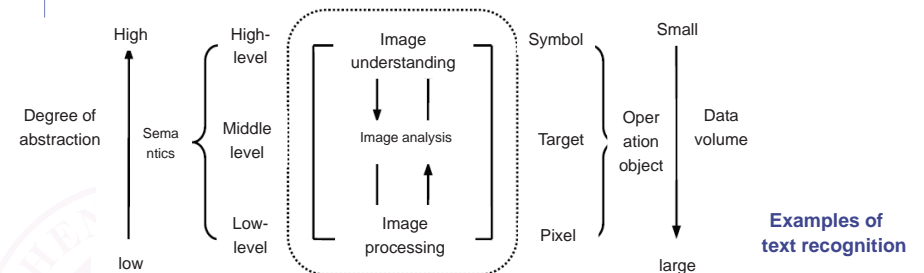 High
Degree of
abstraction
low
Sema
ntics
High-
level
Middle
level
Low-
level
Image
understanding
Image analysis
Image
processing
Symbol
Target
Pixel
Oper
ation
object
Small
Data
volume
large
Examples of
text recognition